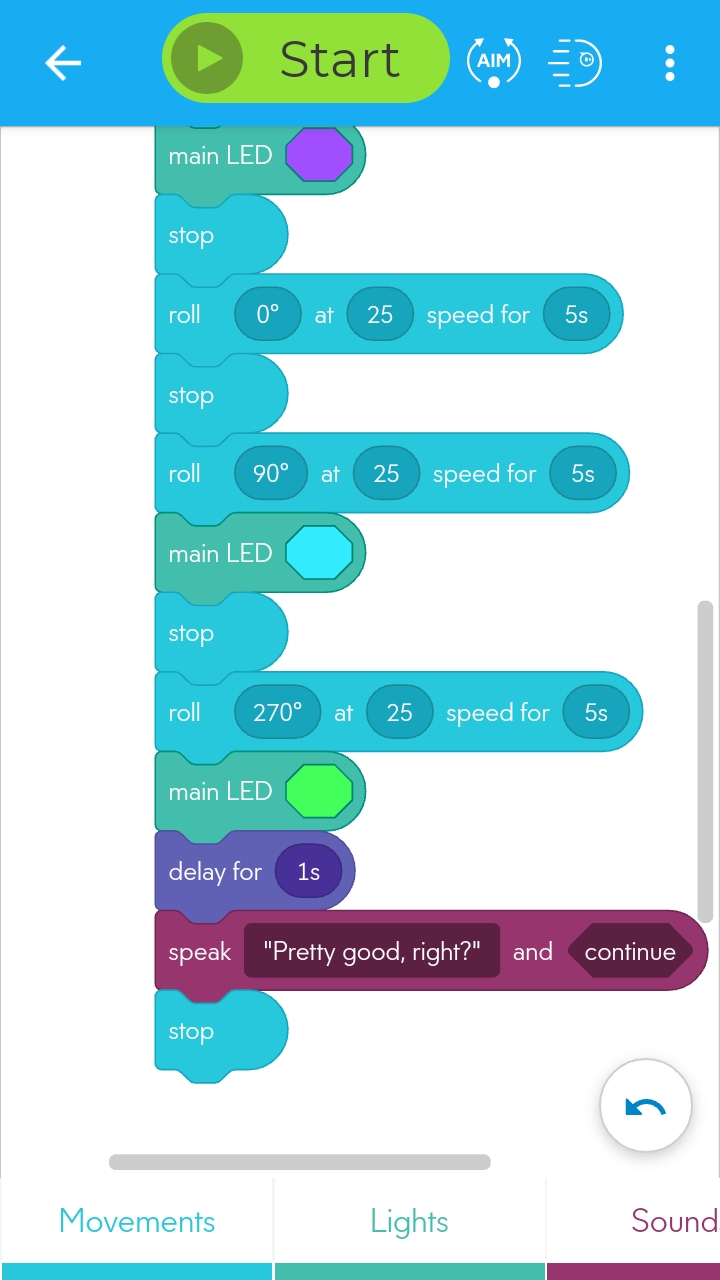 Start
AIM
main LED
stop
roll 0° at 25 speed for 5s
stop
roll 90° at 25 speed for 5s
main LED
stop
roll 270° at 25 speed for 5s
main LED
delay for 1s
speak "Pretty good, right?" and continue
stop
Movements
Lights
Sound